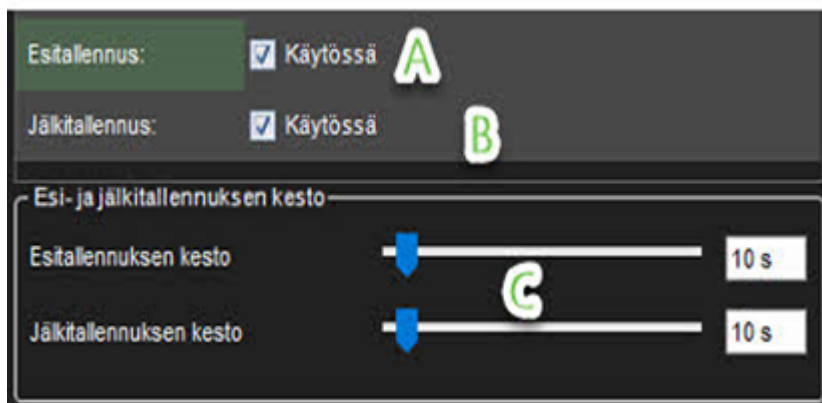 Esitallennus: Käytössä A
Jälkitallennus: Käytössä B
Esi- ja jälkitallennuksen kesto
Esitallennuksen kesto 10 s
C
Jälkitallennuksen kesto 10 s